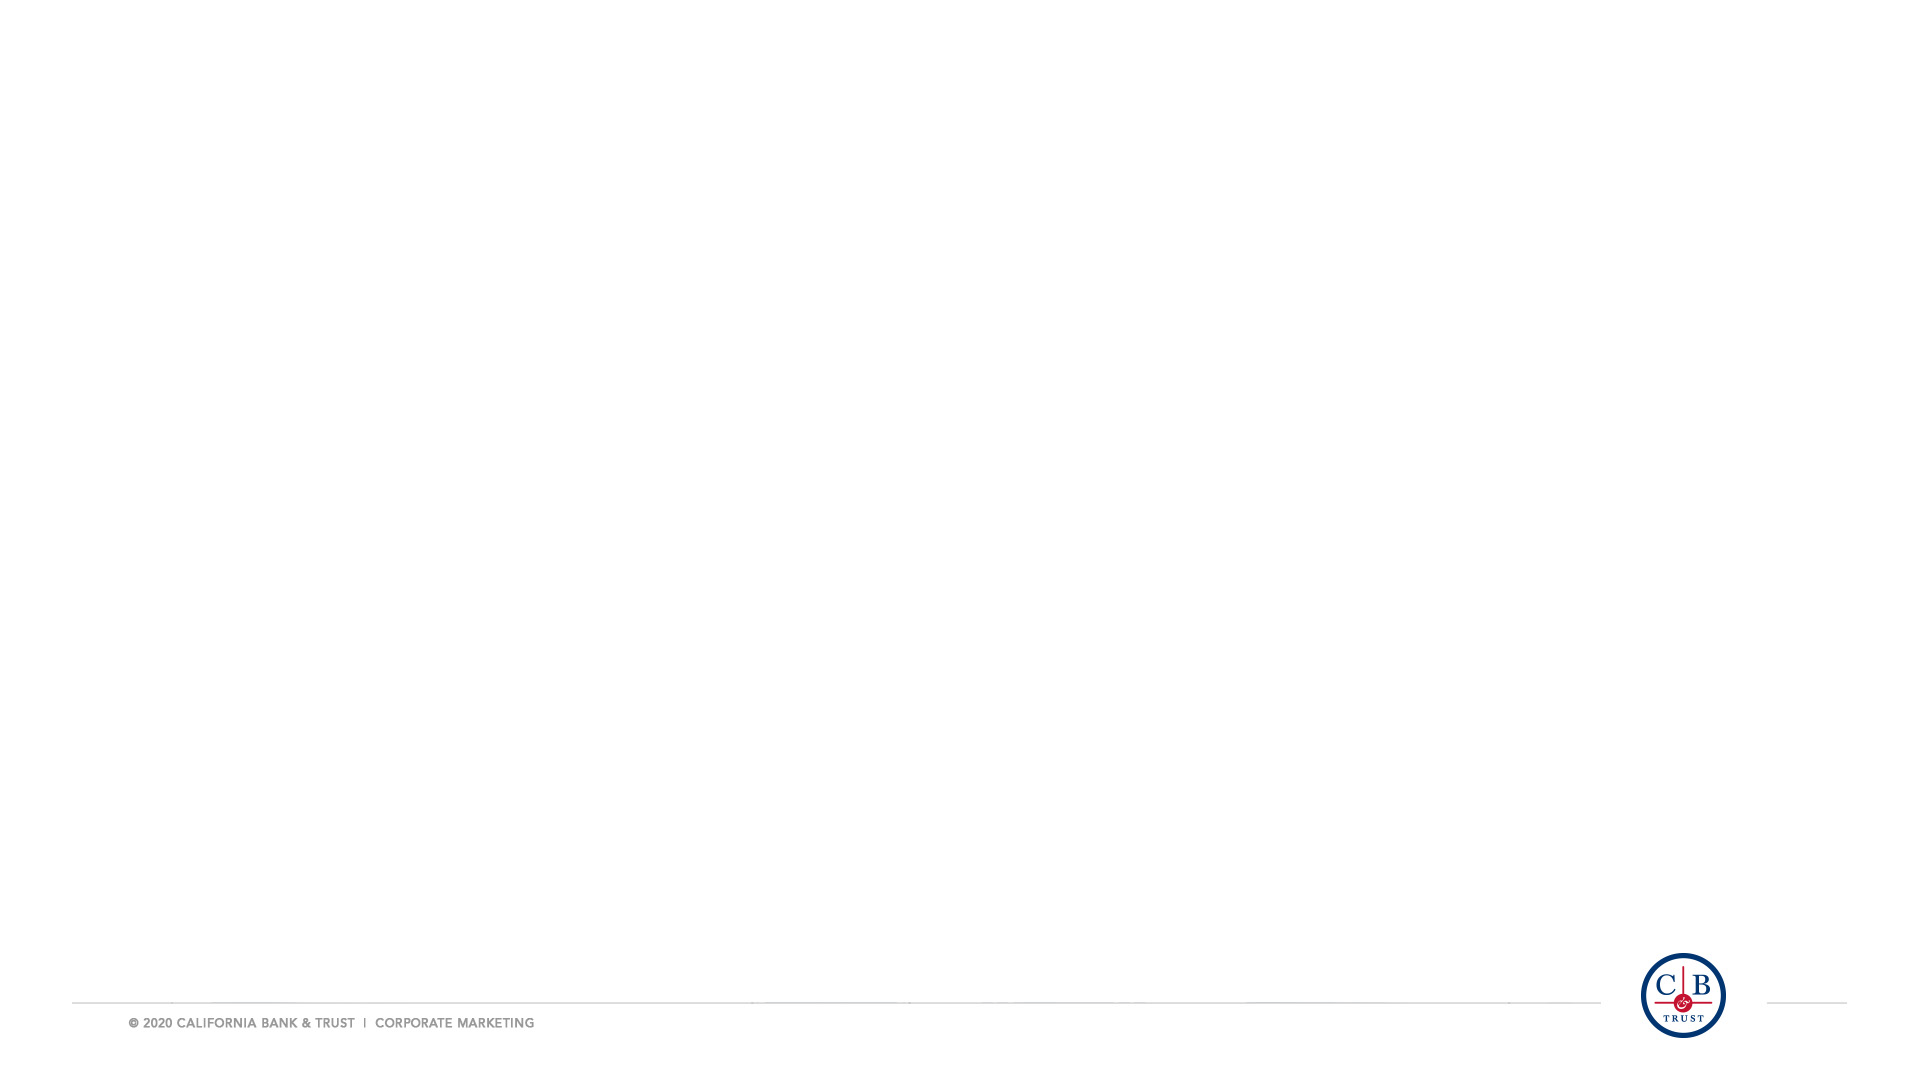 © 2020 CALIFORNIA BANK & TRUST | CORPORATE MARKETING
C B
&
TRUST